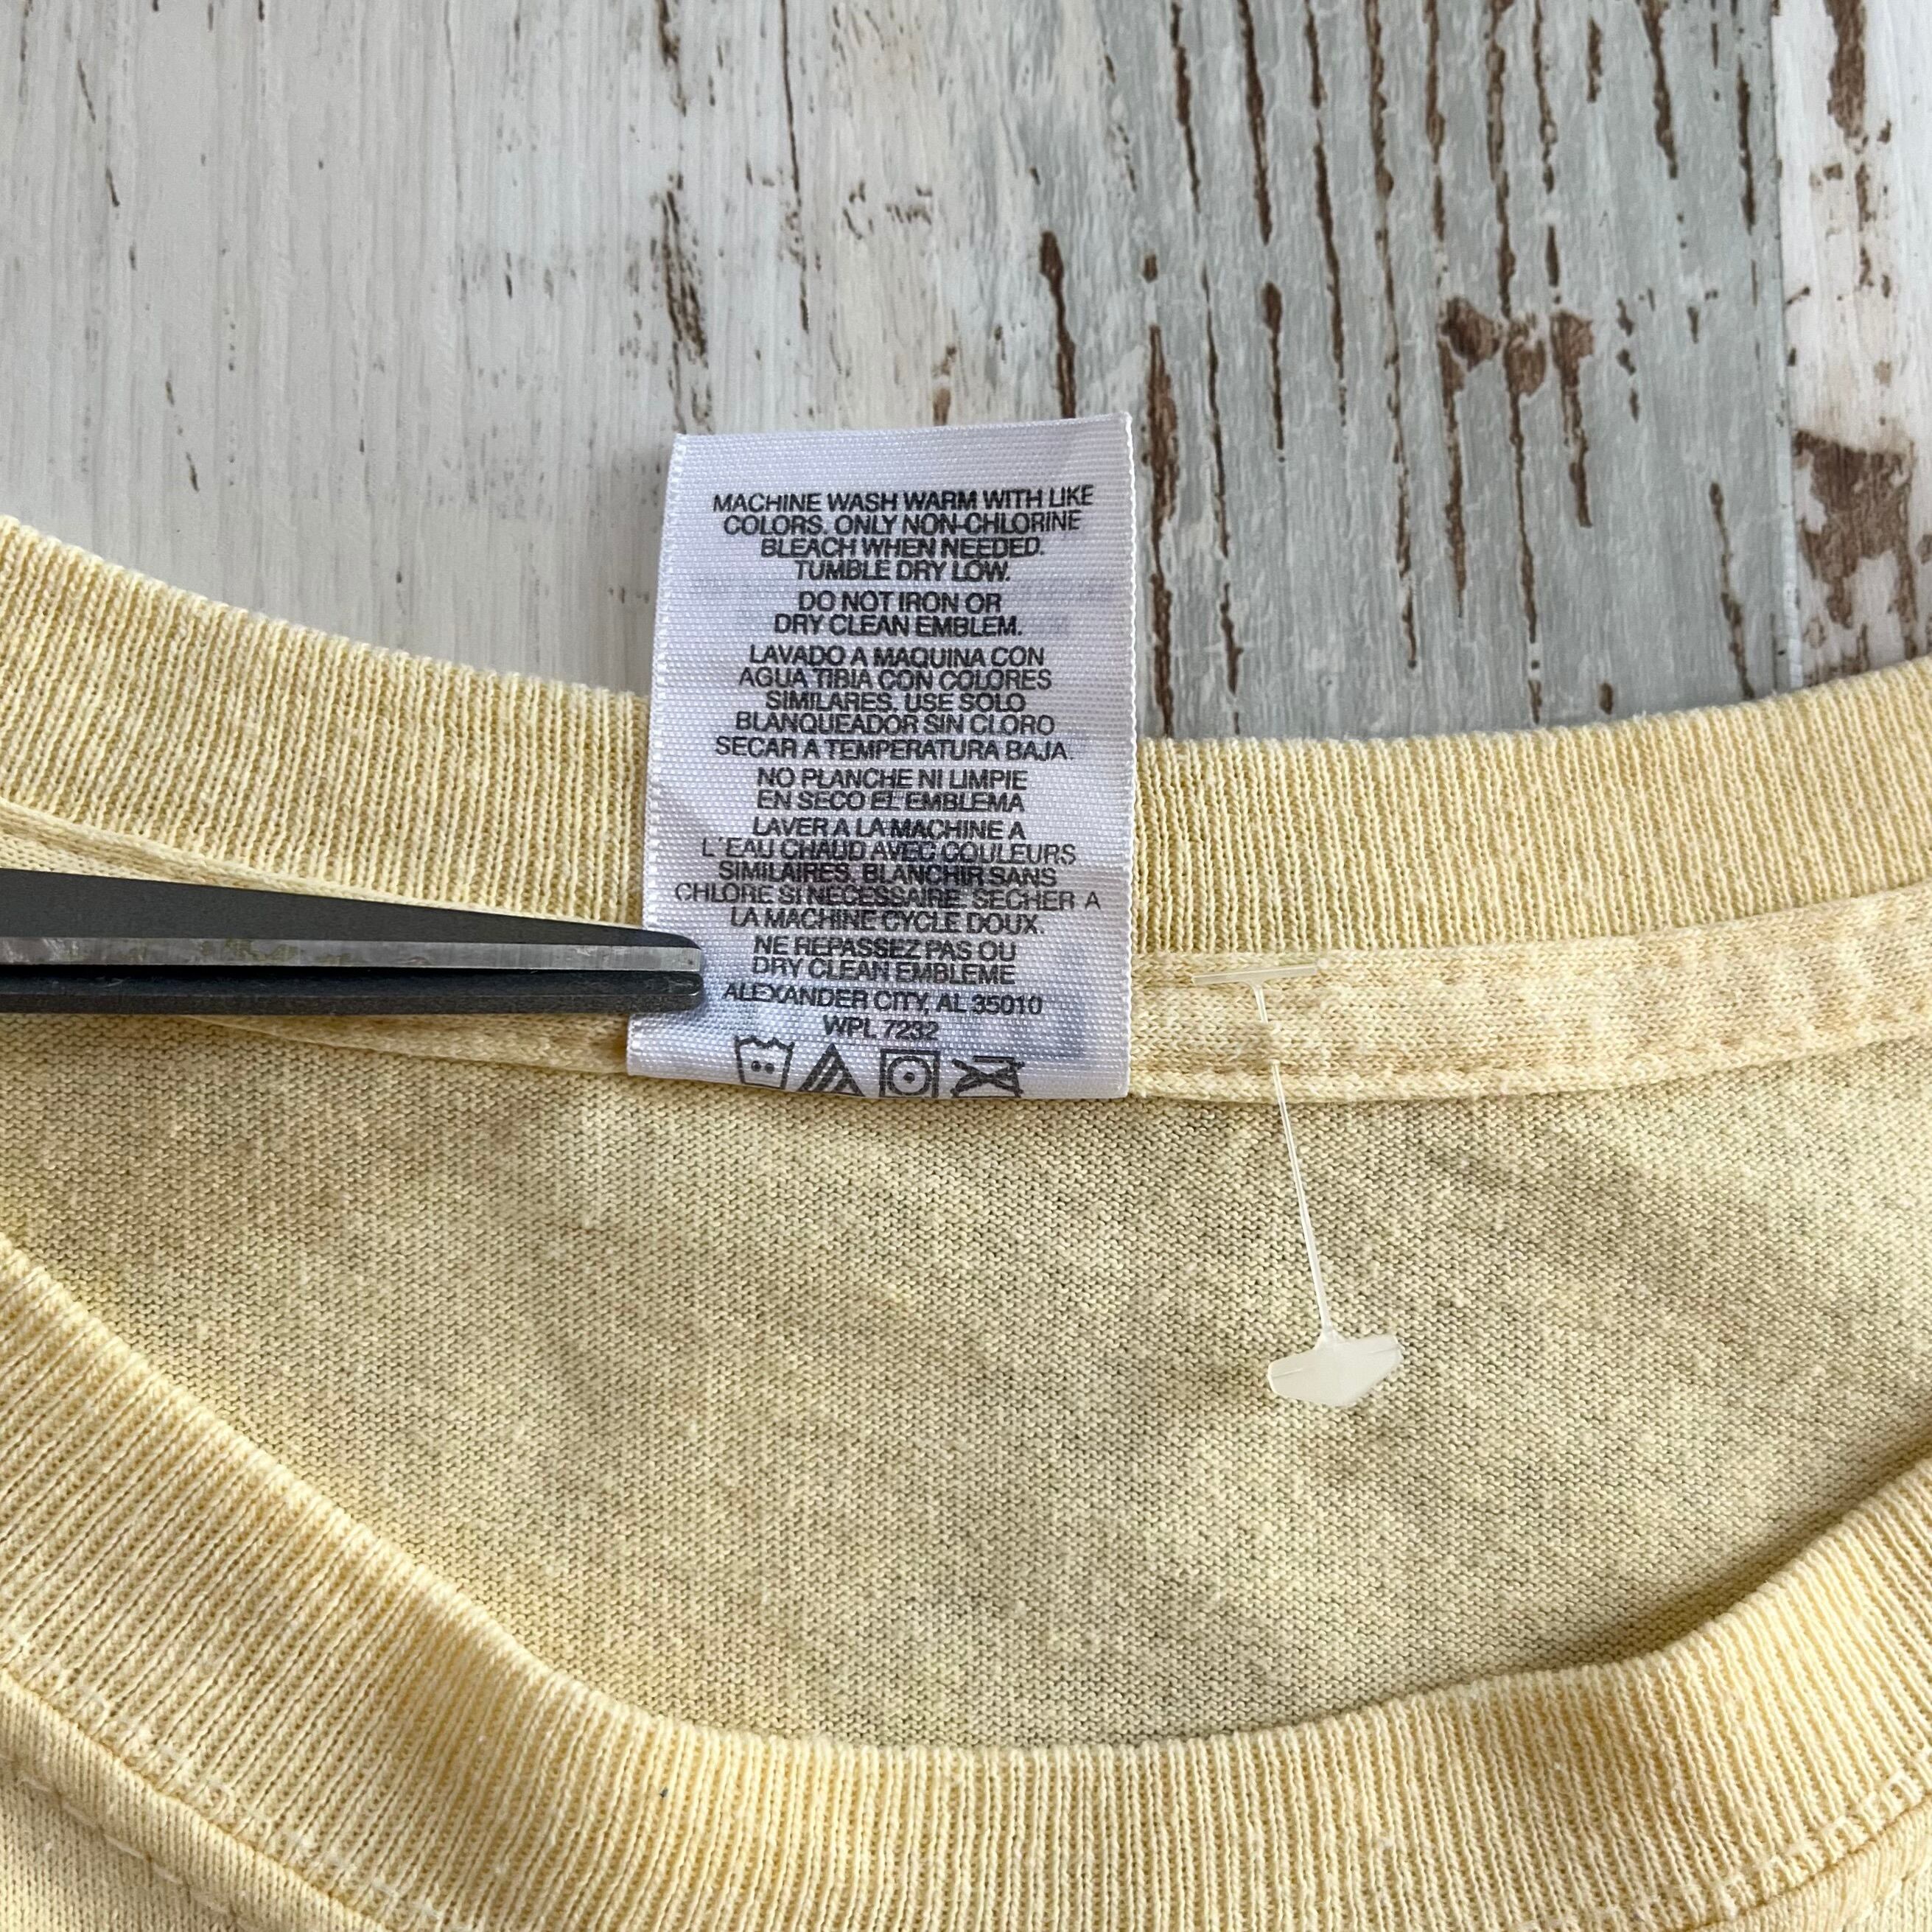 MACHINE WASH WARM WITH LIKE
COLORS. ONLY NON-CHLORINE
BLEACH WHEN NEEDED.
TUMBLE DRY LOW.
DO NOT IRON OR
DRY CLEAN EMBLEM.
LAVADO A MAQUINA CON
AGUA TIBIA CON COLORES
SIMILARES. USE SOLO
BLANQUEADOR SIN CLORO
SECAR A TEMPERATURA BAJA.
NO PLANCHE NI LIMPIE
EN SECO EL EMBLEMA
LAVER A LA MACHINE A
L'EAU CHAUD AVEC COULEURS
SIMILAIRES. BLANCHIR SANS
CHLORE SI NECESSAIRE. SECHER A
LA MACHINE CYCLE DOUX.
NE REPASSEZ PAS OU
DRY CLEAN EMBLEME
ALEXANDER CITY, AL 35010
WPL 7232